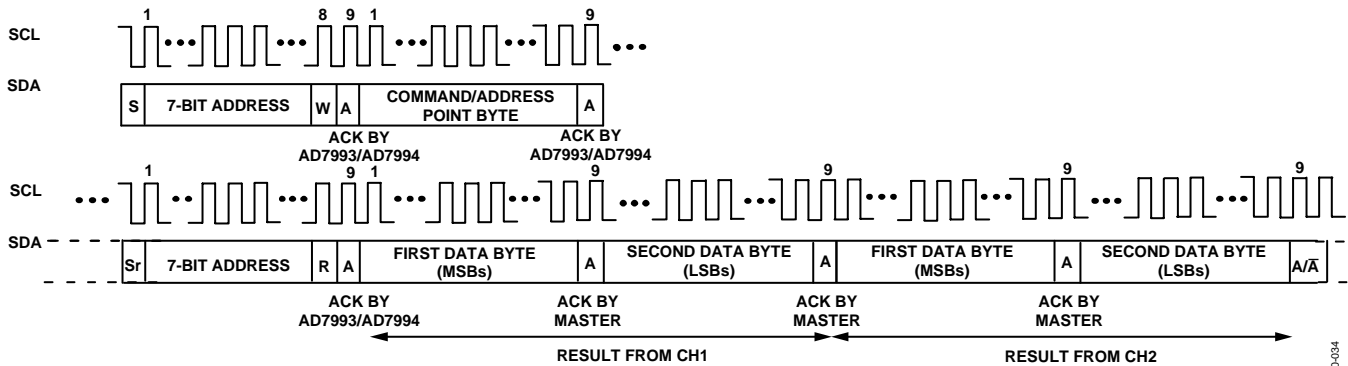 1 8 9 1 9
SCL
SDA
S 7-BIT ADDRESS W A COMMAND/ADDRESS POINT BYTE A
ACK BY AD7993/AD7994 ACK BY AD7993/AD7994
1 9 1 9 9 9 9
SCL
SDA
Sr 7-BIT ADDRESS R A FIRST DATA BYTE (MSBs) A SECOND DATA BYTE (LSBs) A FIRST DATA BYTE (MSBs) A SECOND DATA BYTE (LSBs) A/A̅
ACK BY AD7993/AD7994 ACK BY MASTER ACK BY MASTER ACK BY MASTER
RESULT FROM CH1 RESULT FROM CH2
0-034